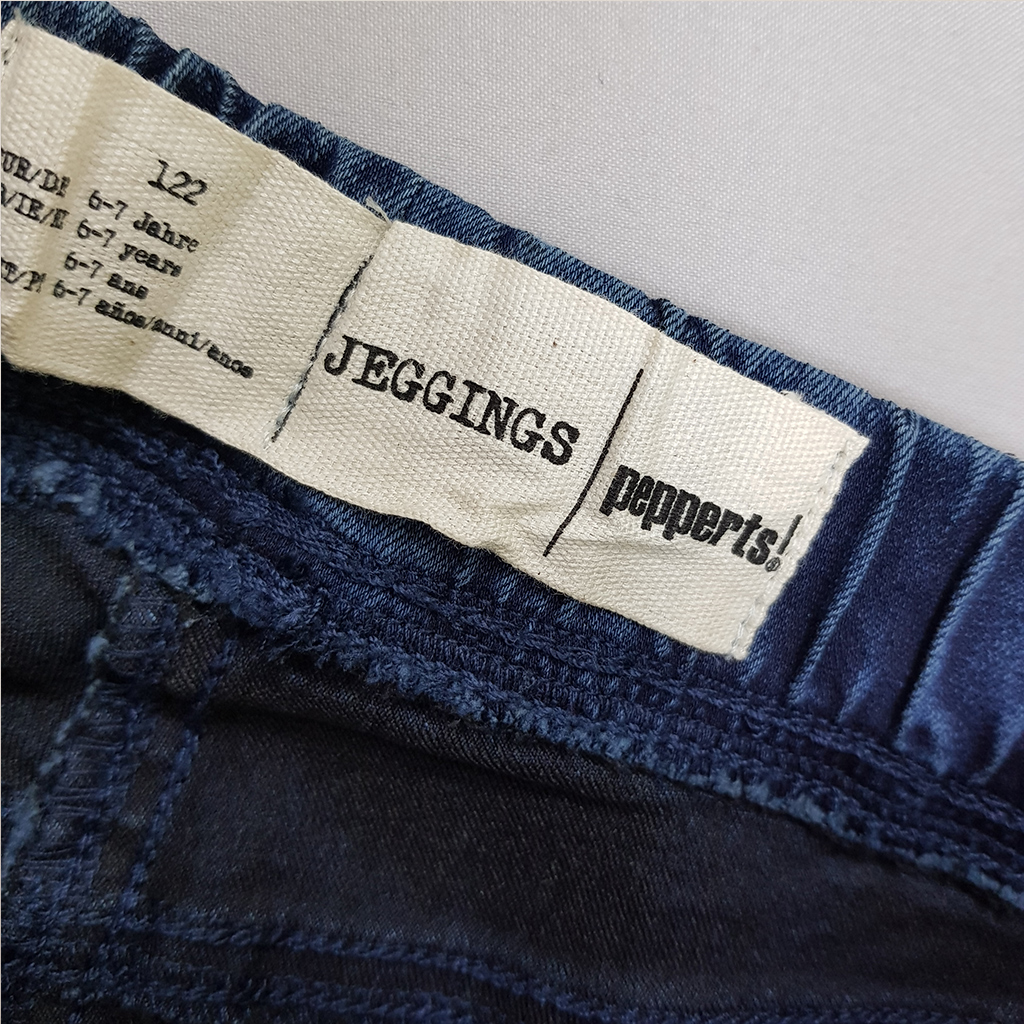 122
6-7 Jahre
6-7 years
6-7 ans
6-7 años/anni/anos
JEGGINGS
pepperts!®